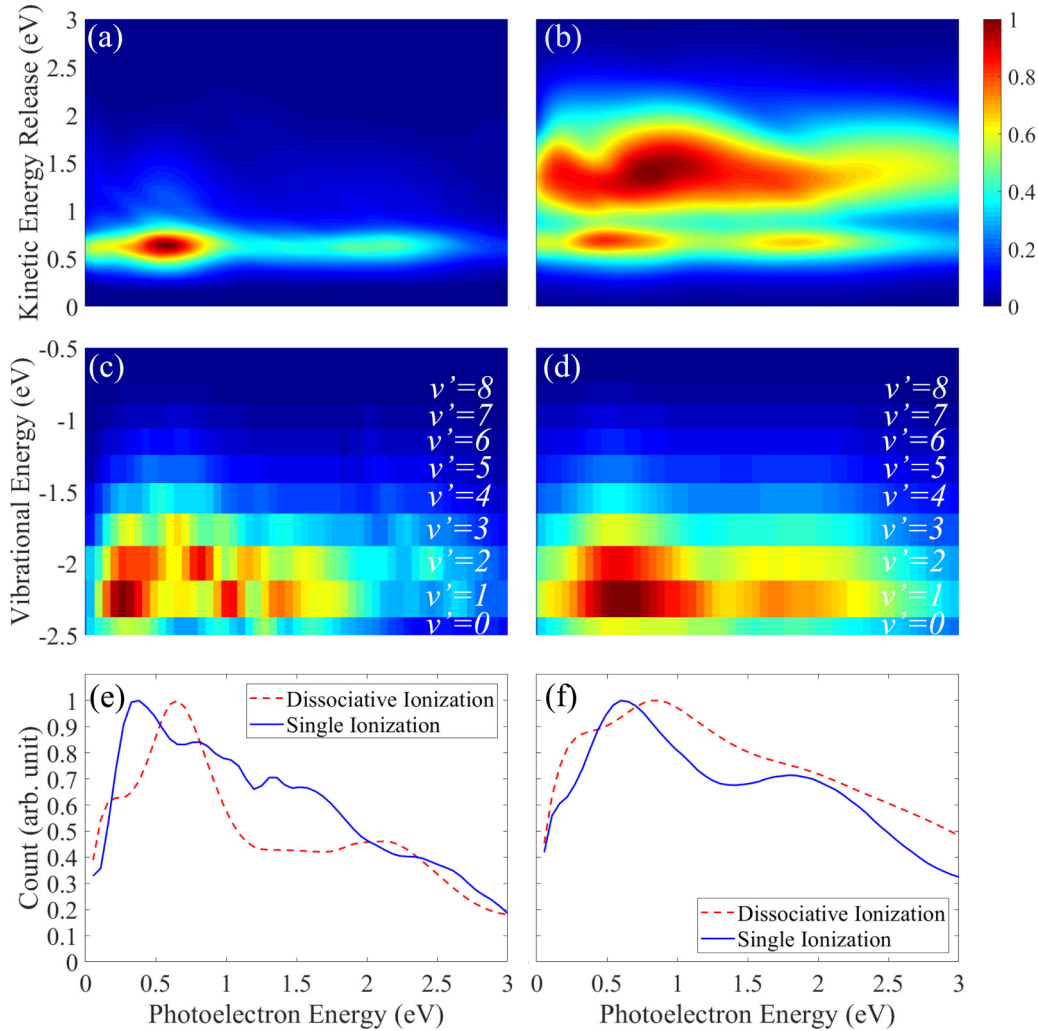 (a)
(b)
Kinetic Energy Release (eV)
3
2.5
2
1.5
1
0.5
0
1
0.8
0.6
0.4
0.2
0
(c)
(d)
Vibrational Energy (eV)
-0.5
-1
-1.5
-2
-2.5
v'=8
v'=7
v'=6
v'=5
v'=4
v'=3
v'=2
v'=1
v'=0
v'=8
v'=7
v'=6
v'=5
v'=4
v'=3
v'=2
v'=1
v'=0
(e)
Dissociative Ionization
Single Ionization
(f)
Dissociative Ionization
Single Ionization
Count (arb. unit)
1
0.9
0.8
0.7
0.6
0.5
0.4
0.3
0.2
0.1
0
0 0.5 1 1.5 2 2.5 3
0 0.5 1 1.5 2 2.5 3
Photoelectron Energy (eV)
Photoelectron Energy (eV)